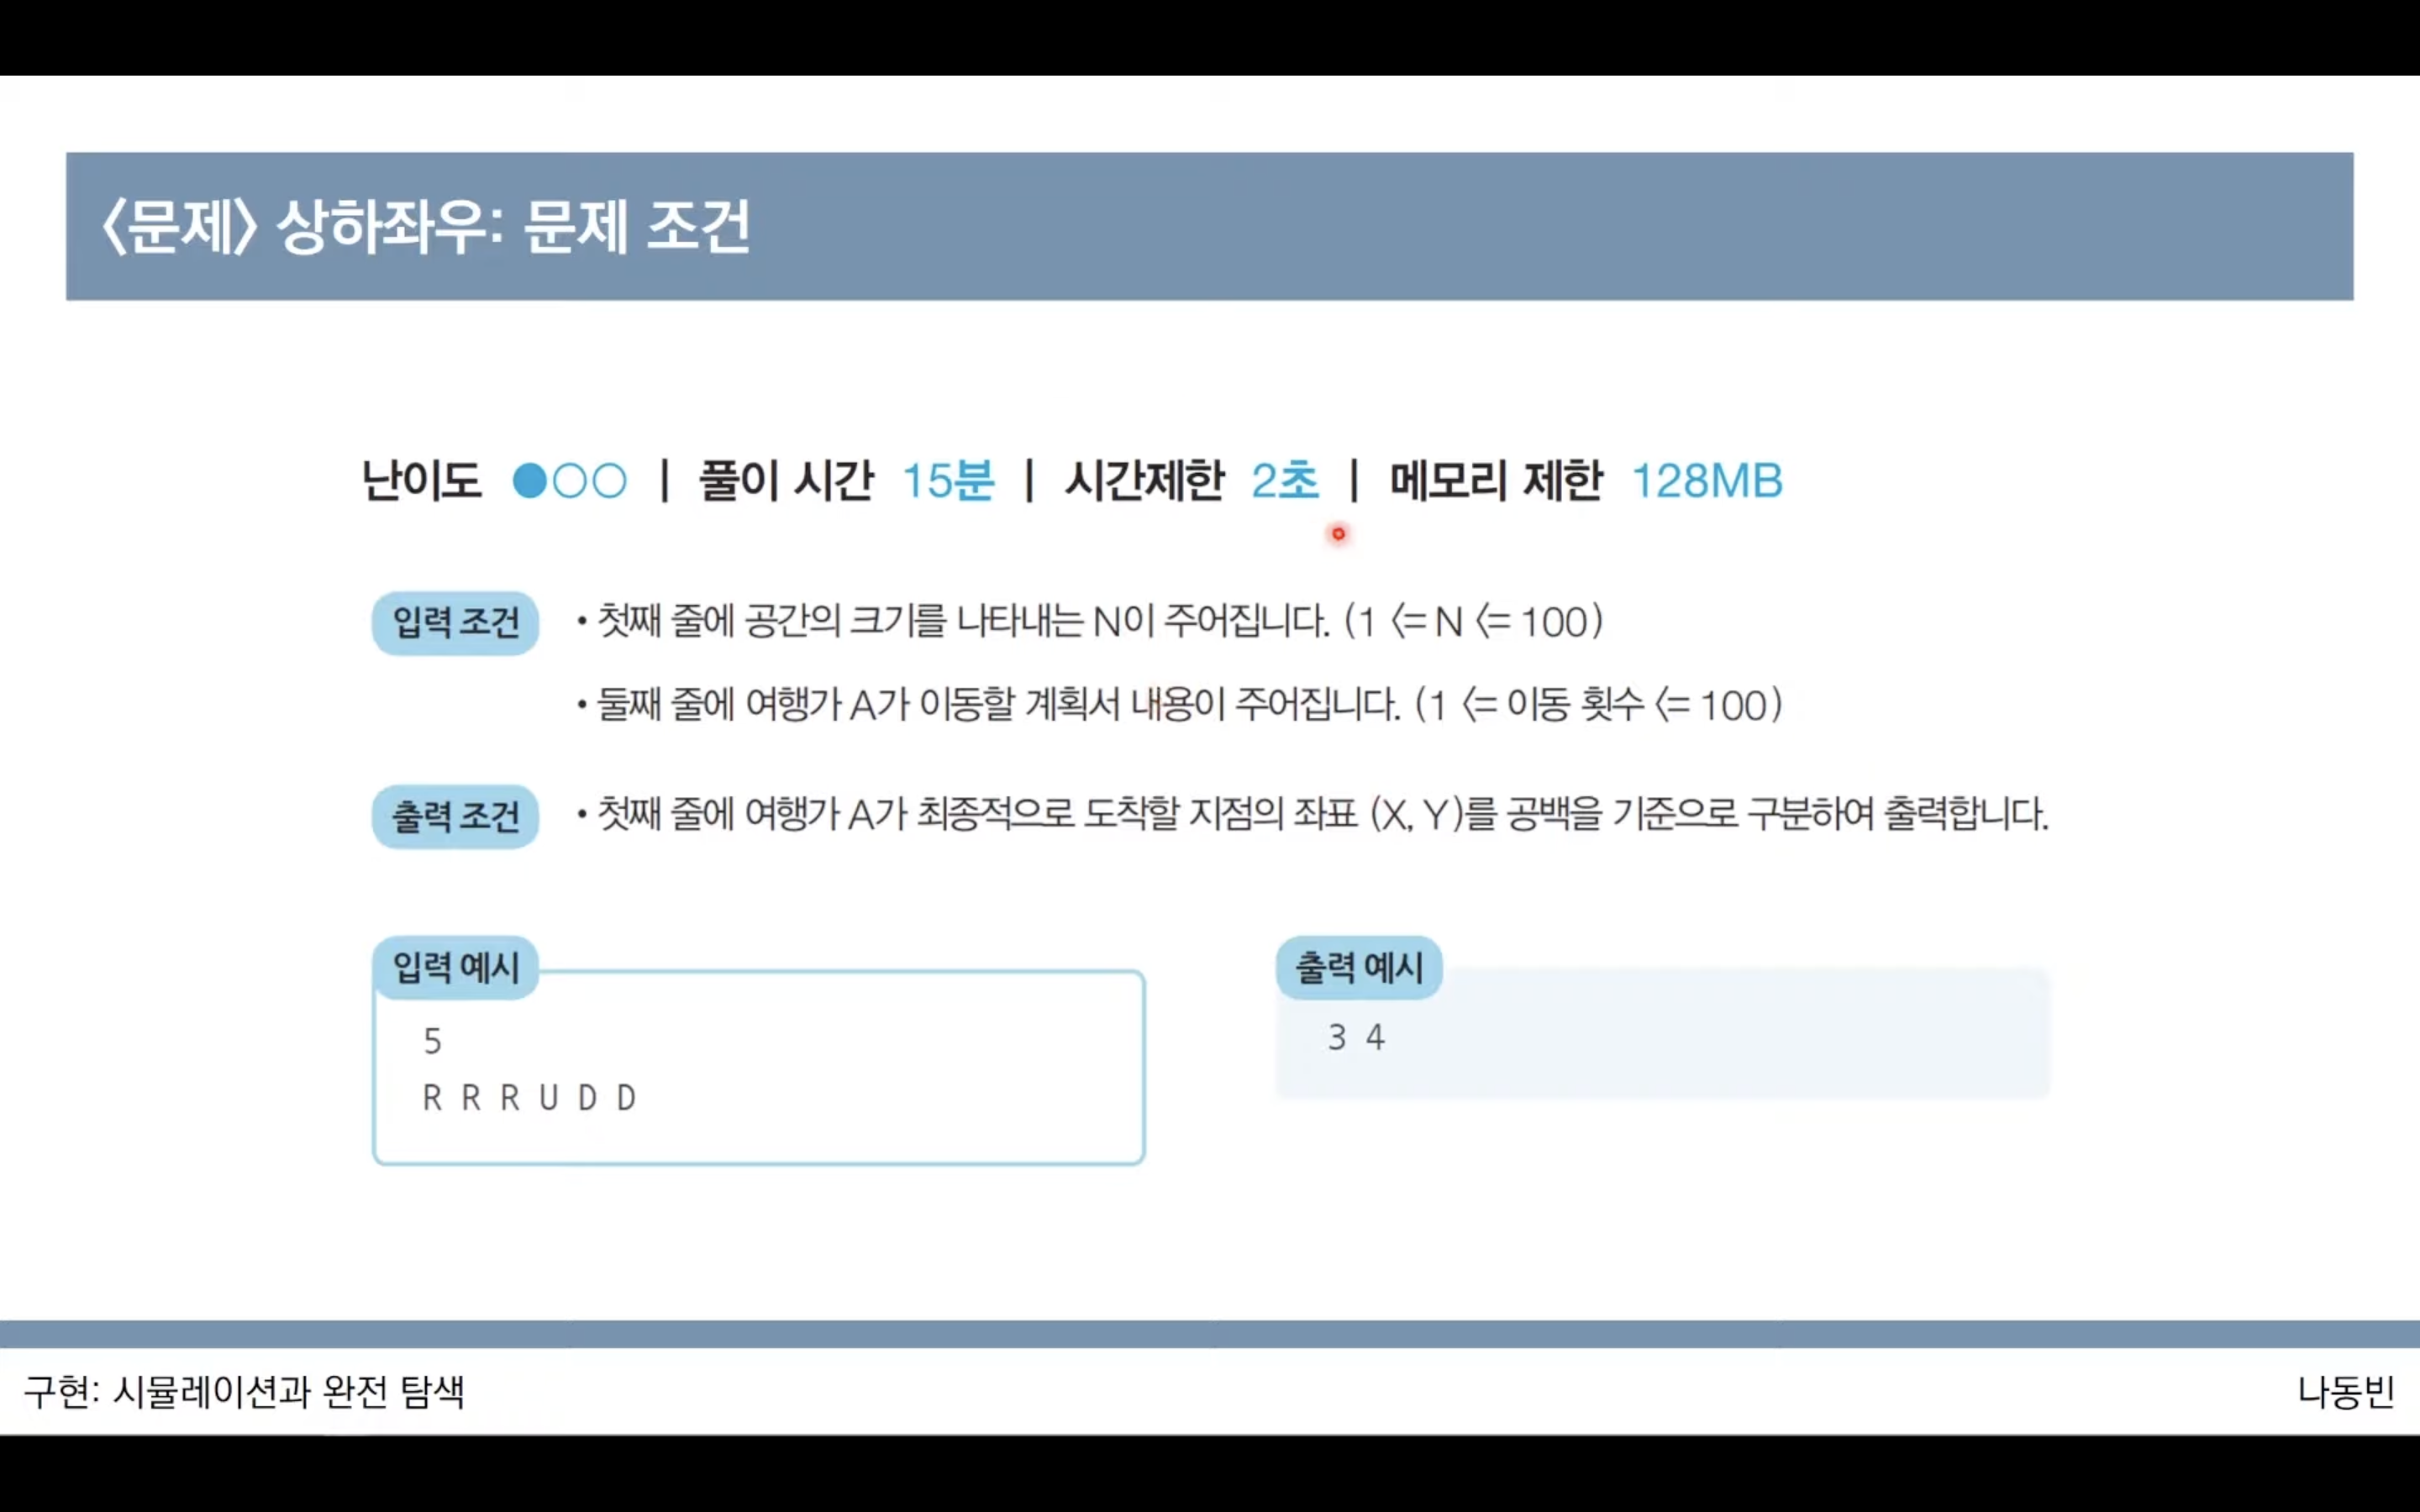 〈문제〉 상하좌우: 문제 조건
난이도 ●○○ | 풀이 시간 15분 | 시간제한 2초 | 메모리 제한 128MB
입력 조건 • 첫째 줄에 공간의 크기를 나타내는 N이 주어집니다. (1 <= N <= 100)
• 둘째 줄에 여행가 A가 이동할 계획서 내용이 주어집니다. (1 <= 이동 횟수 <= 100)
출력 조건 • 첫째 줄에 여행가 A가 최종적으로 도착할 지점의 좌표 (X, Y)를 공백을 기준으로 구분하여 출력합니다.
입력 예시
5
R R R U D D
출력 예시
3 4
구현: 시뮬레이션과 완전 탐색
나동빈